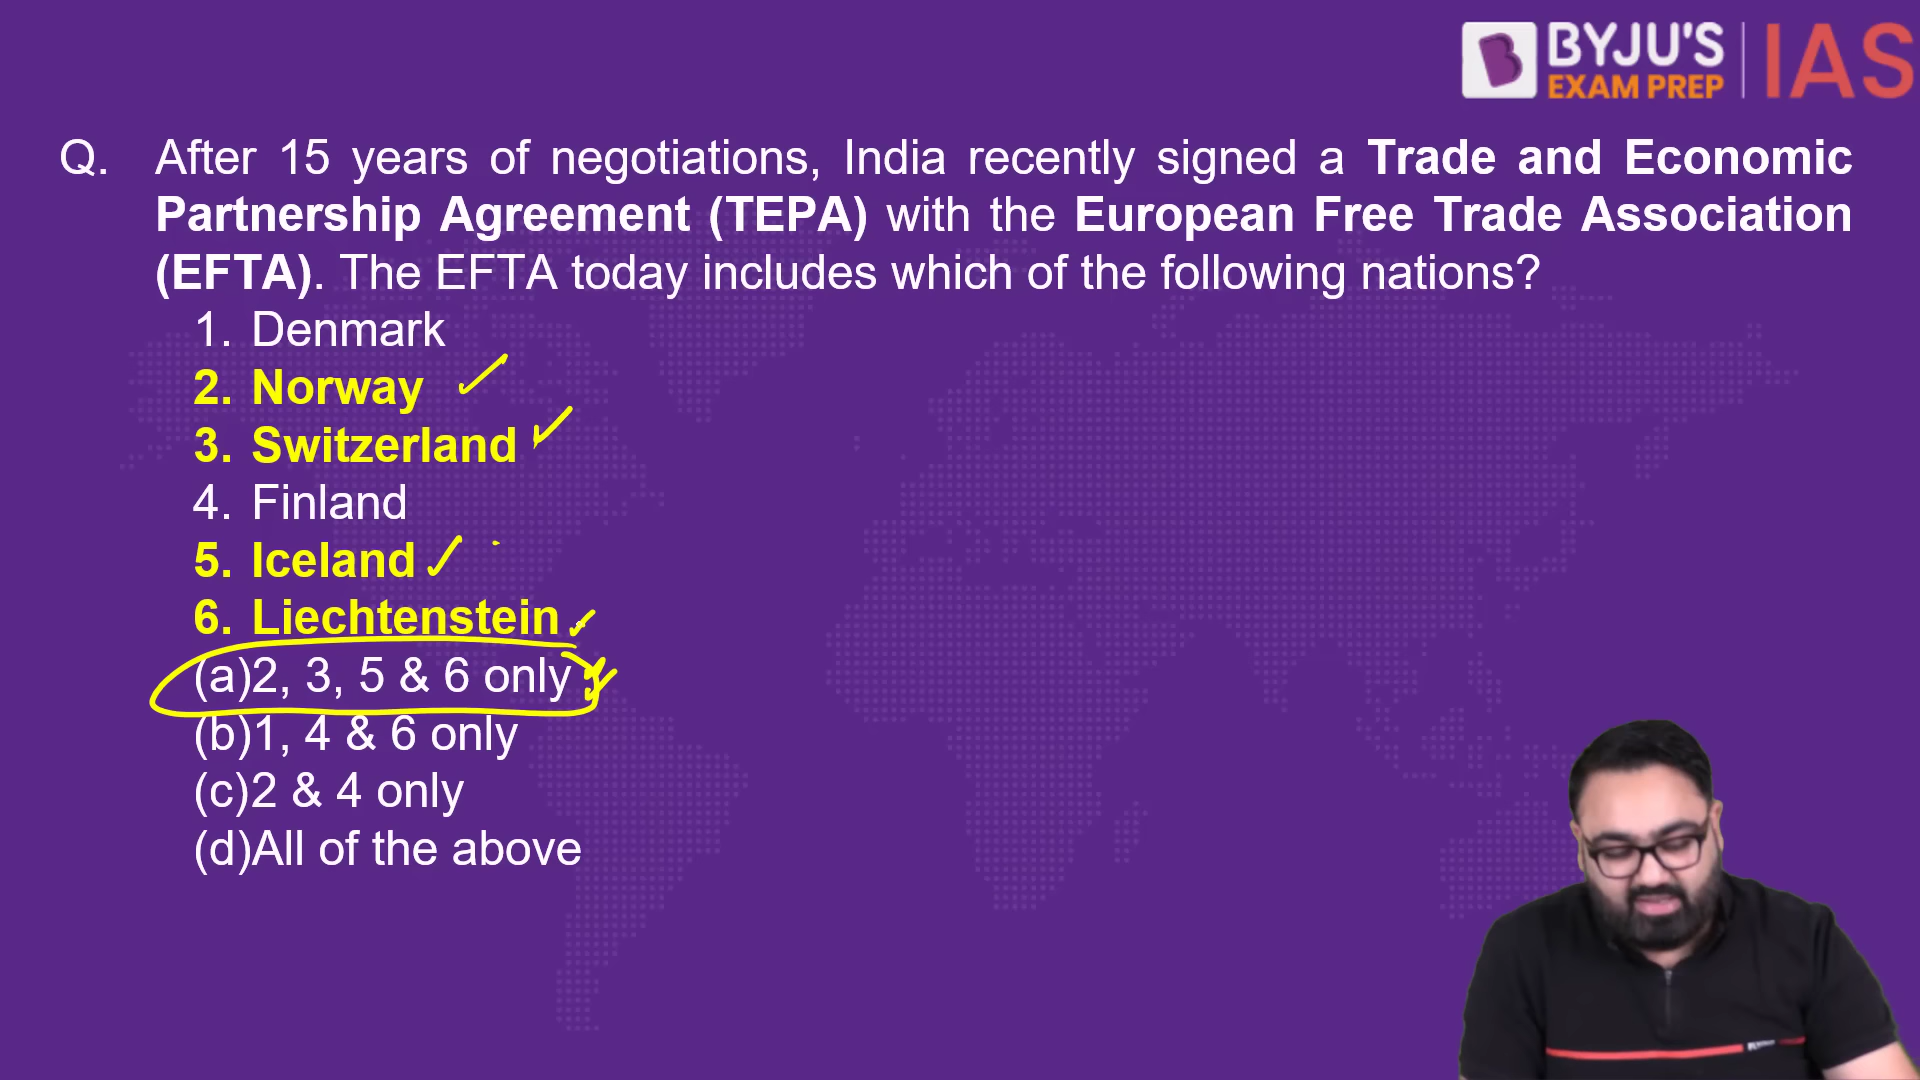 BYJU'S
EXAM PREP
IAS
Q. After 15 years of negotiations, India recently signed a Trade and Economic
Partnership Agreement (TEPA) with the European Free Trade Association
(EFTA). The EFTA today includes which of the following nations?
1. Denmark
2. Norway
3. Switzerland
4. Finland
5. Iceland
6. Liechtenstein
(a)2, 3, 5 & 6 only
(b)1, 4 & 6 only
(c)2 & 4 only
(d)All of the above